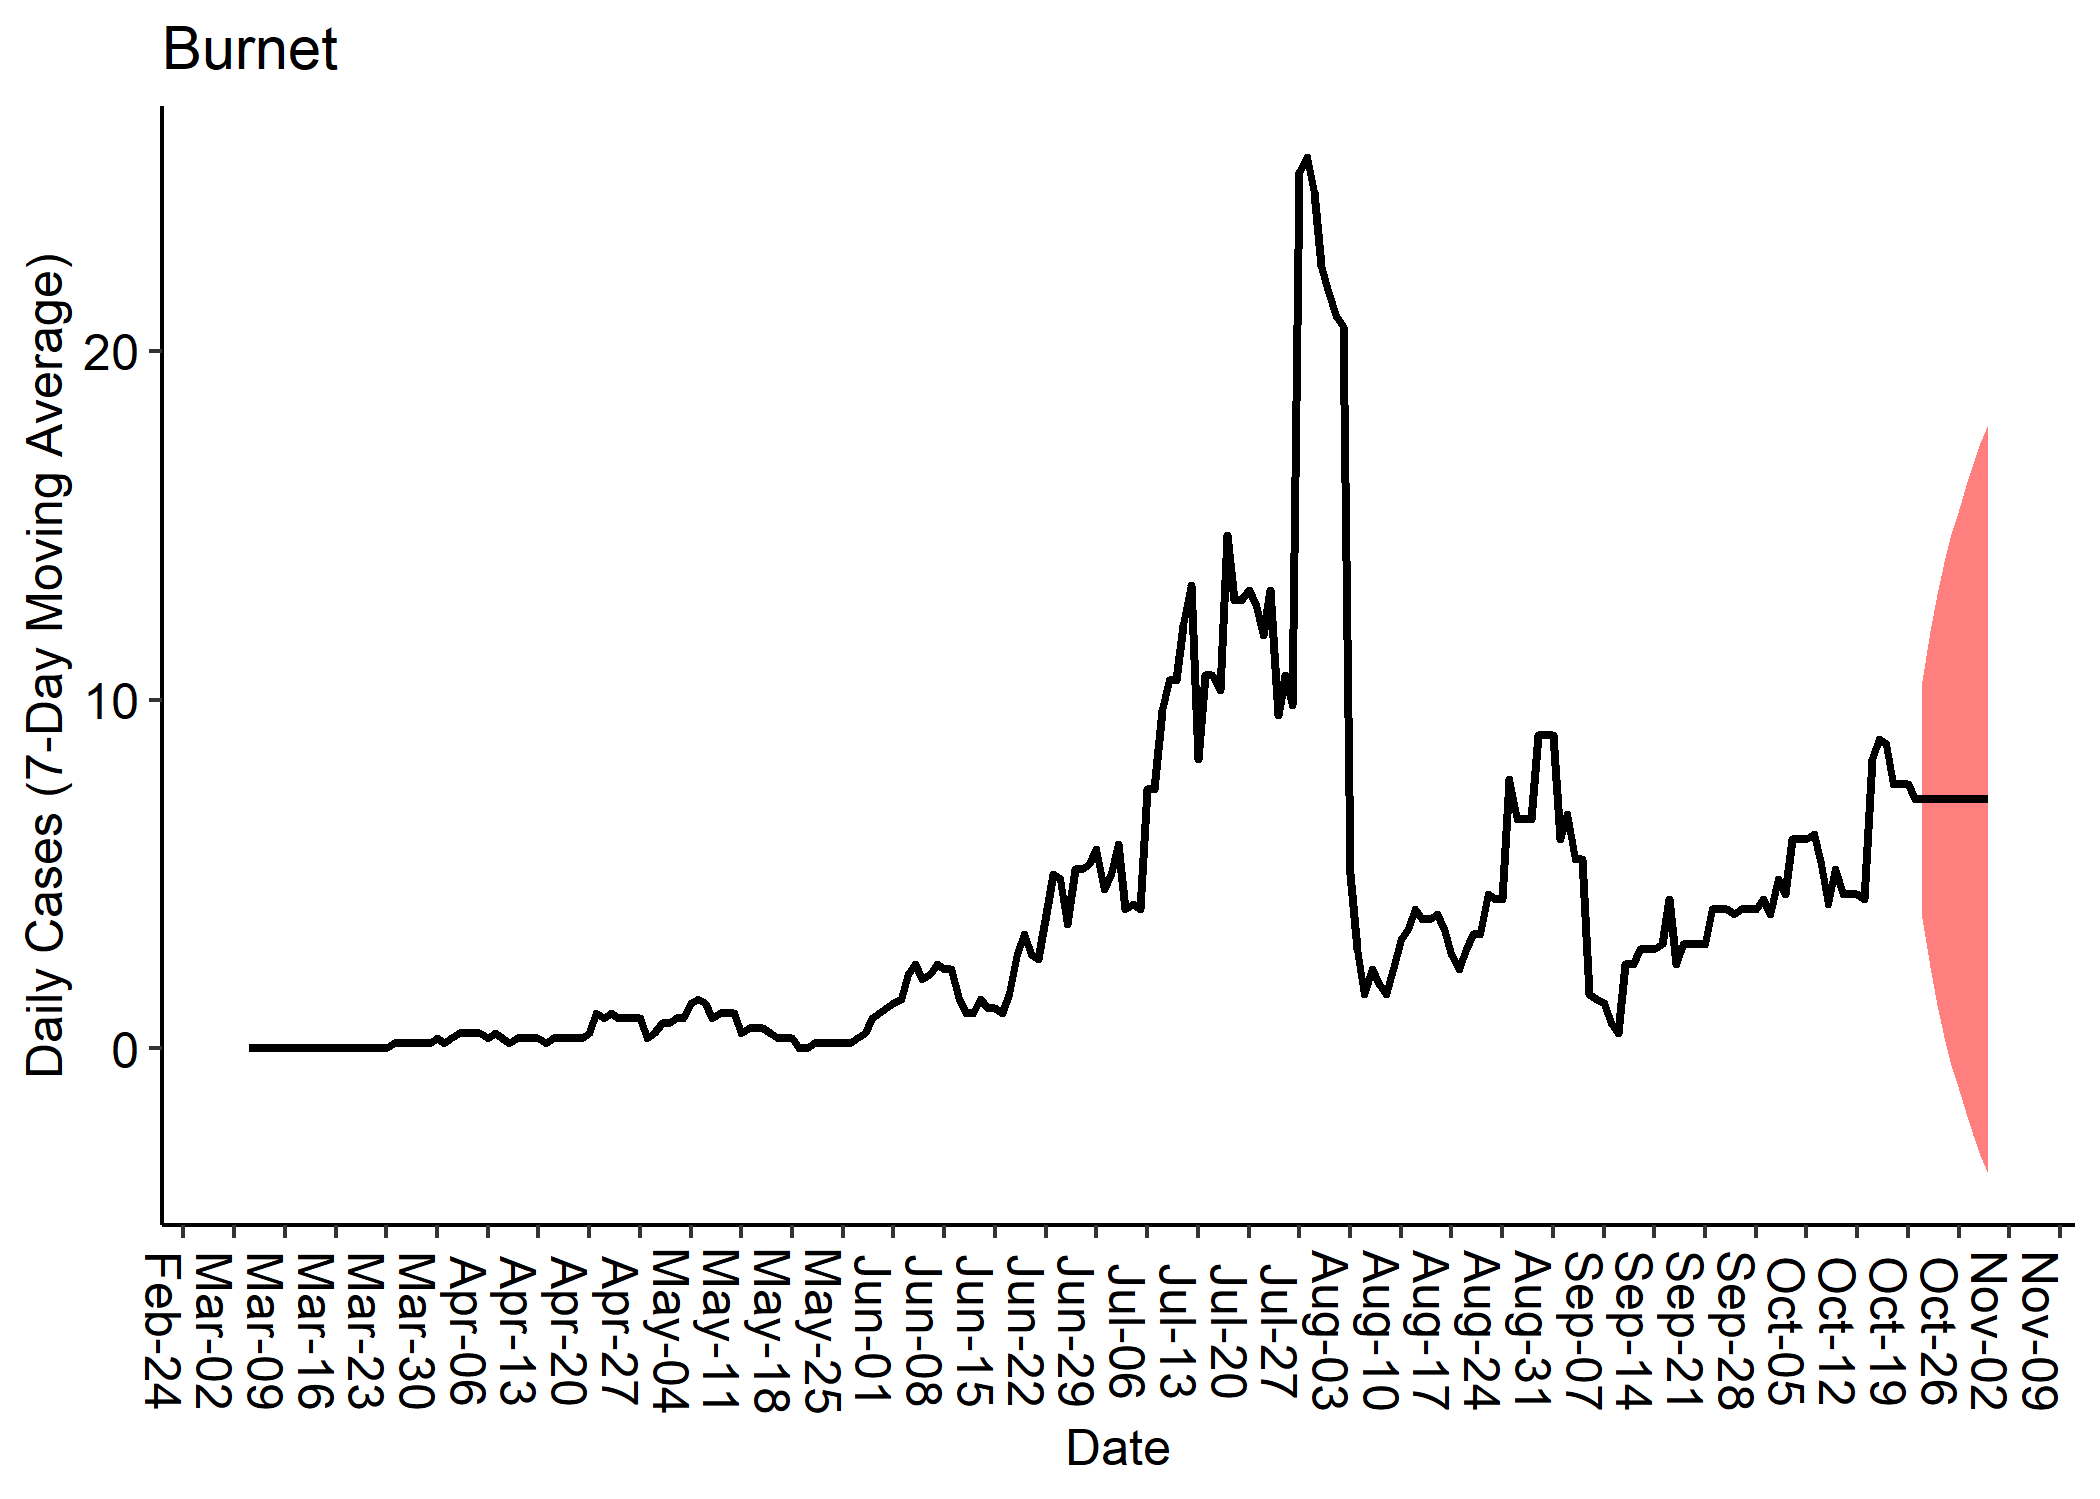 Burnet
Daily Cases (7-Day Moving Average)
20
10
0
Feb-24
Mar-02
Mar-09
Mar-16
Mar-23
Mar-30
Apr-06
Apr-13
Apr-20
Apr-27
May-04
May-11
May-18
May-25
Jun-01
Jun-08
Jun-15
Jun-22
Jun-29
Jul-06
Jul-13
Jul-20
Jul-27
Aug-03
Aug-10
Aug-17
Aug-24
Aug-31
Sep-07
Sep-14
Sep-21
Sep-28
Oct-05
Oct-12
Oct-19
Oct-26
Nov-02
Nov-09
Date